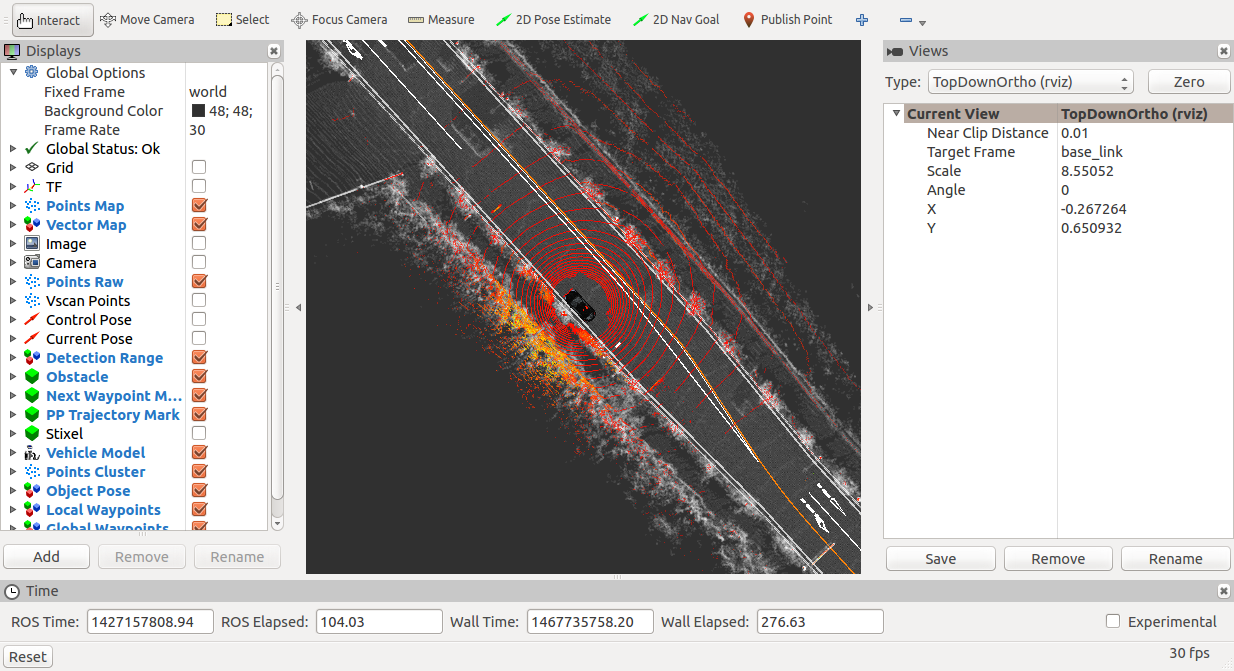 Interact Move Camera Select Focus Camera Measure 2D Pose Estimate 2D Nav Goal Publish Point
Displays
Global Options
Fixed Frame world
Background Color 48; 48;
Frame Rate 30
Global Status: Ok
Grid
TF
Points Map
Vector Map
Image
Camera
Points Raw
Vscan Points
Control Pose
Current Pose
Detection Range
Obstacle
Next Waypoint M...
PP Trajectory Mark
Stixel
Vehicle Model
Points Cluster
Object Pose
Local Waypoints
Global Waypoints
Add Remove Rename
Views
Type: TopDownOrtho (rviz) Zero
Current View TopDownOrtho (rviz)
Near Clip Distance 0.01
Target Frame base_link
Scale 8.55052
Angle 0
X -0.267264
Y 0.650932
Save Remove Rename
Time
ROS Time: 1427157808.94 ROS Elapsed: 104.03 Wall Time: 1467735758.20 Wall Elapsed: 276.63 Experimental
Reset 30 fps